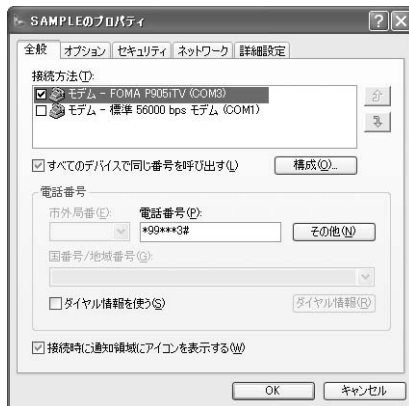 SAMPLEのプロパティ
全般 オプション セキュリティ ネットワーク 詳細設定
接続方法(T):
モデム - FOMA P905iTV (COM3)
モデム - 標準 56000 bps モデム (COM1)
すべてのデバイスで同じ番号を呼び出す(L) 構成(O)...
電話番号
市外局番(E): 電話番号(P):
*99***3# その他(N)
国番号/地域番号(G):
ダイヤル情報を使う(S) ダイヤル情報(R)
接続時に通知領域にアイコンを表示する(W)
OK キャンセル